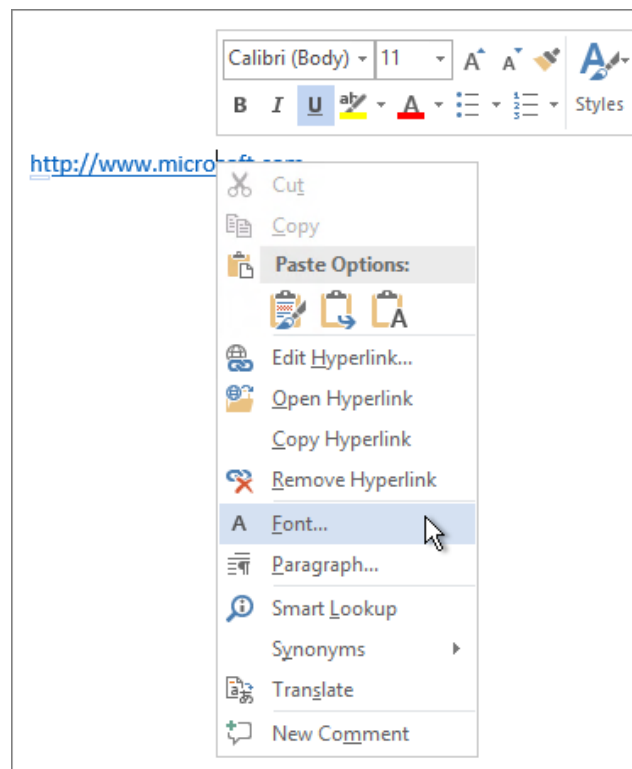 Calibri (Body) 11
B I U Styles
http://www.micro
Cut
Copy
Paste Options:
Edit Hyperlink...
Open Hyperlink
Copy Hyperlink
Remove Hyperlink
Font...
Paragraph...
Smart Lookup
Synonyms
Translate
New Comment